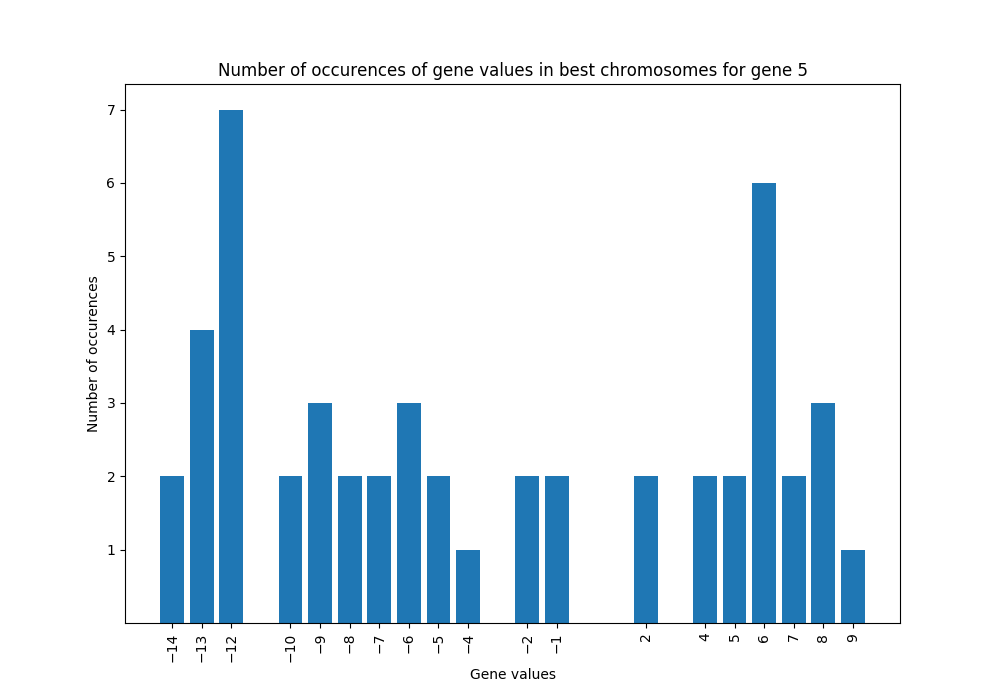 Number of occurences of gene values in best chromosomes for gene 5
7
6
5
4
3
2
1
Number of occurences
−14 −13 −12 −10 −9 −8 −7 −6 −5 −4 −2 −1 2 4 5 6 7 8 9
Gene values